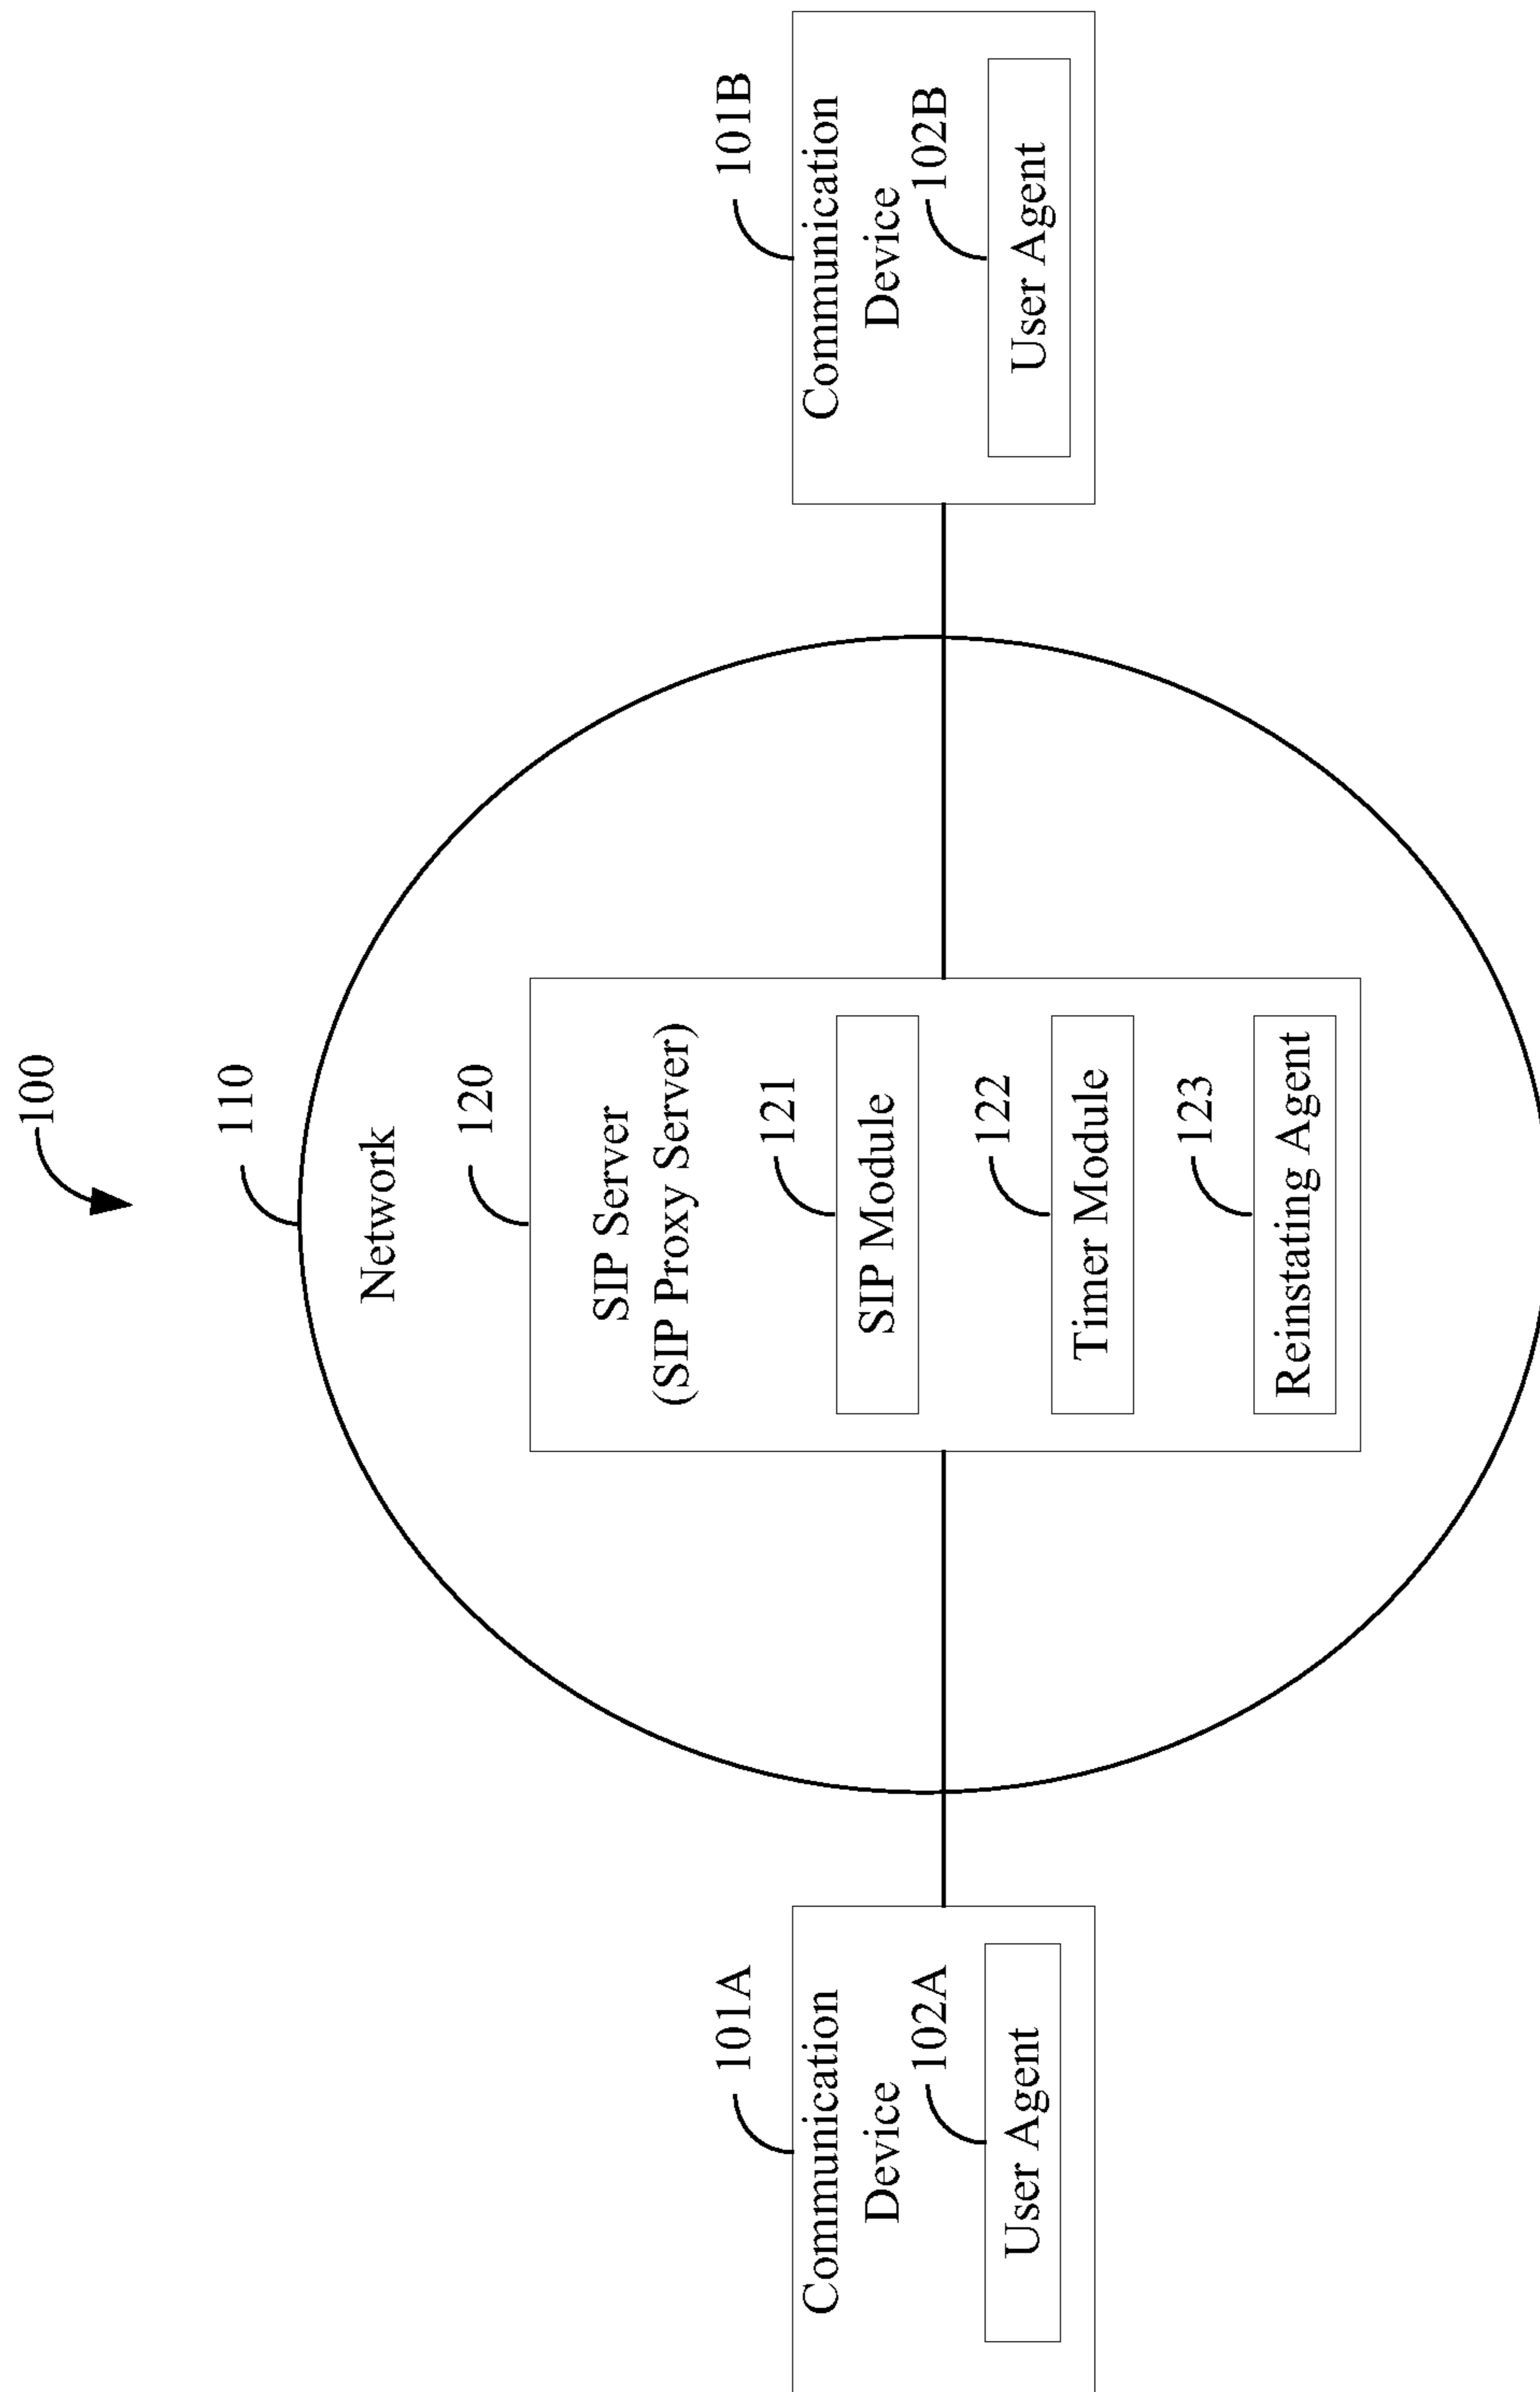 100
110
Network
120
SIP Server
(SIP Proxy Server)
121
SIP Module
122
Timer Module
123
Reinstating Agent
101A
Communication
Device
102A
User Agent
101B
Communication
Device
102B
User Agent